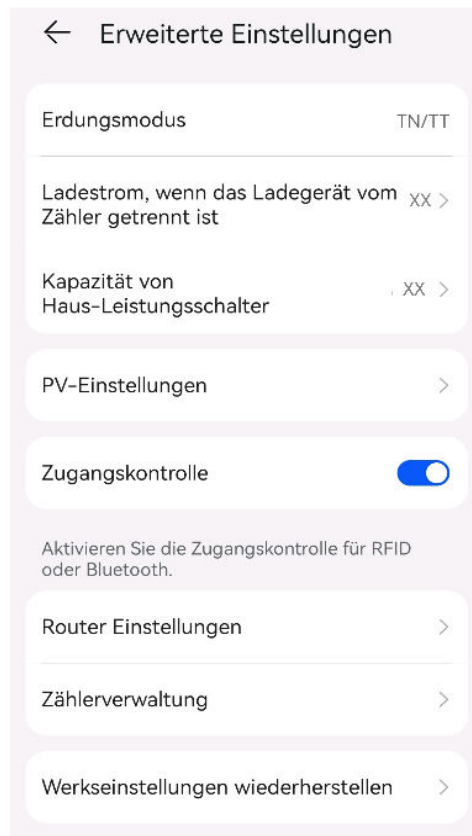 Erweiterte Einstellungen
Erdungsmodus TN/TT
Ladestrom, wenn das Ladegerät vom XX
Zähler getrennt ist
Kapazität von XX
Haus-Leistungsschalter
PV-Einstellungen
Zugangskontrolle
Aktivieren Sie die Zugangskontrolle für RFID
oder Bluetooth.
Router Einstellungen
Zählerverwaltung
Werkseinstellungen wiederherstellen